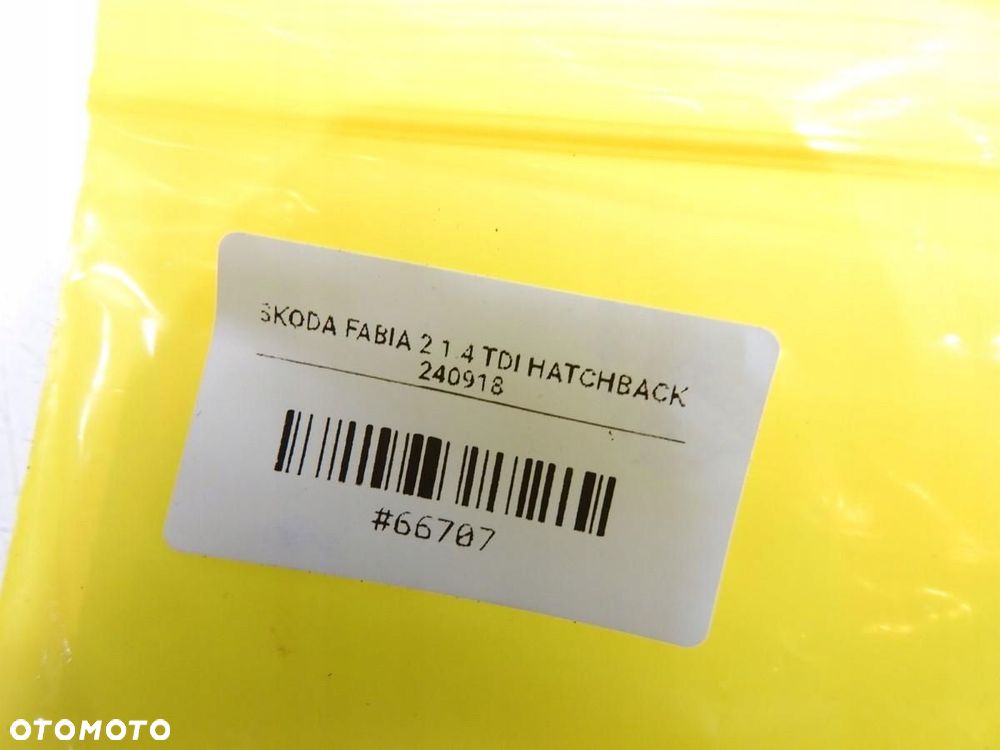 SKODA FABIA 2 1.4 TDI HATCHBACK
240918
#66707
OTOMOTO